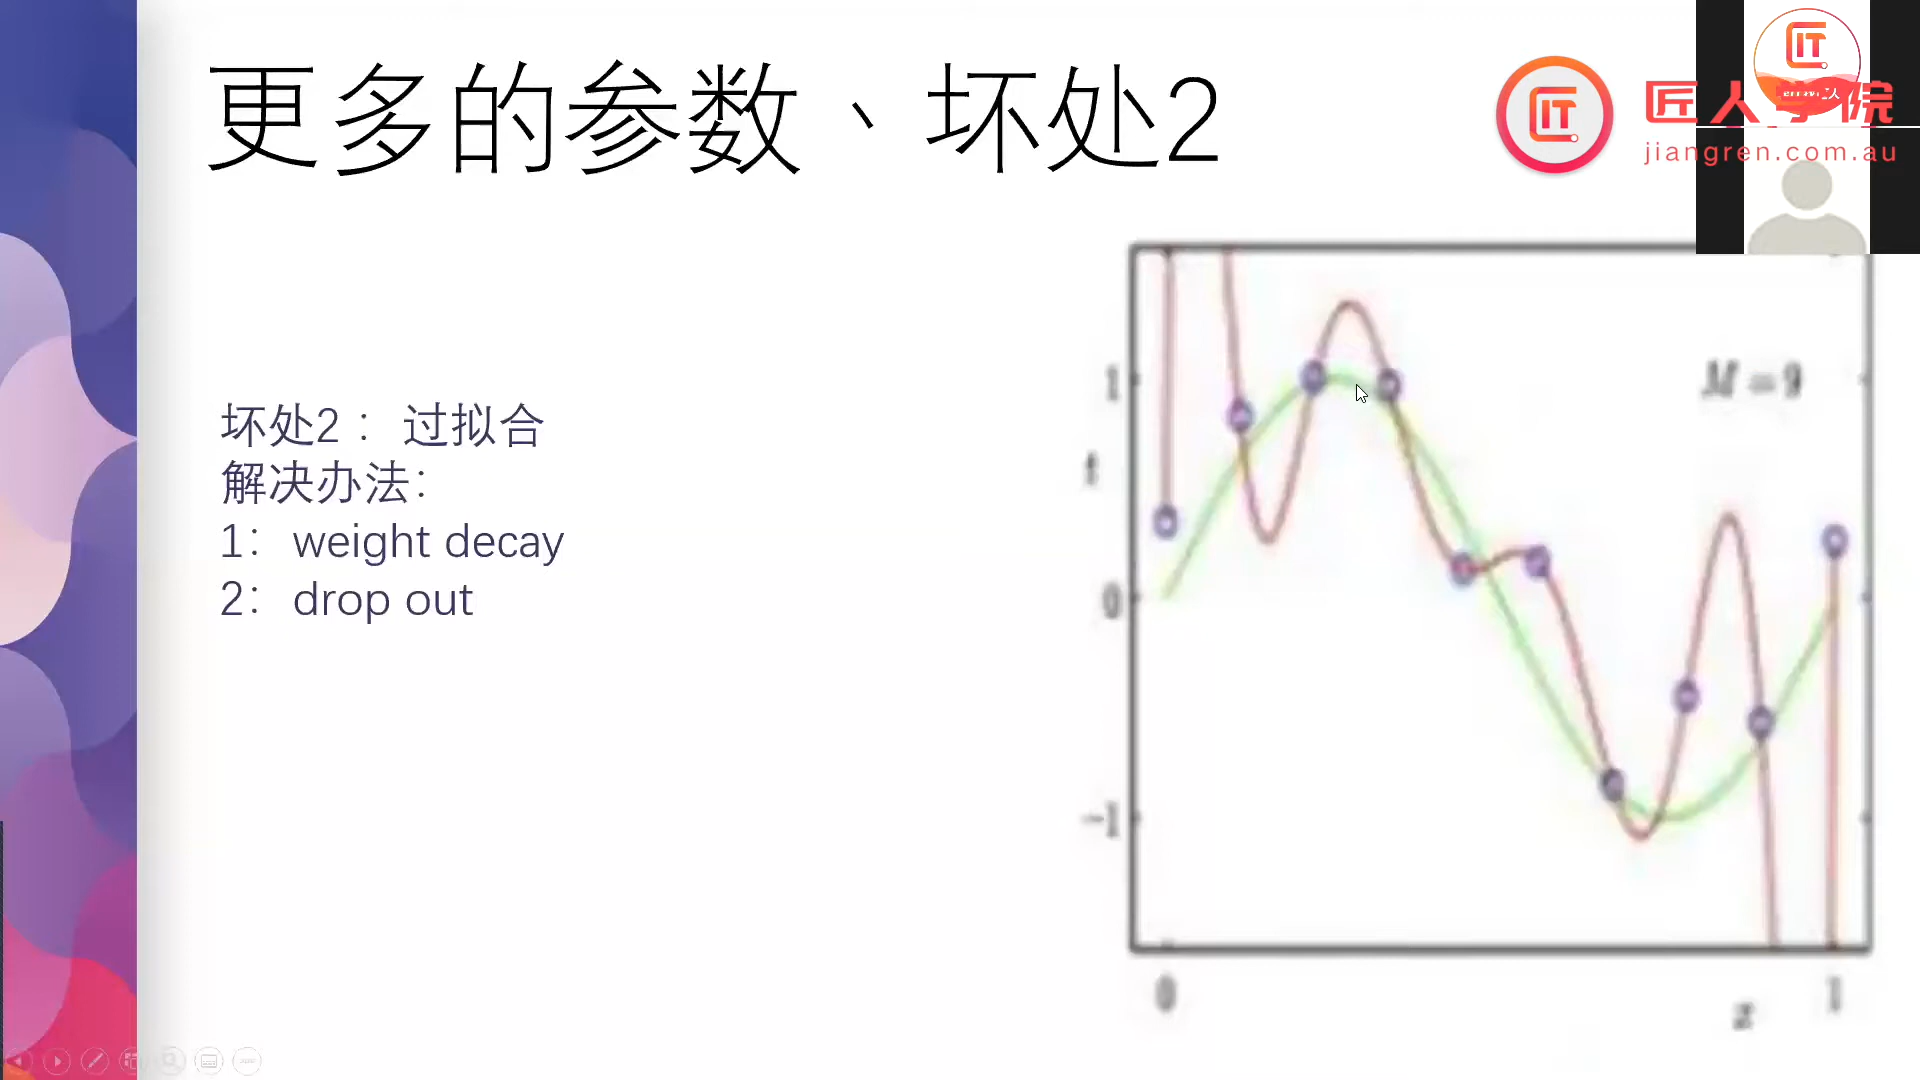 更多的参数、坏处2
匠人学院
jiangren.com.au
坏处2： 过拟合
解决办法：
1： weight decay
2： drop out
M = 9
1
t
0
-1
0
x
1